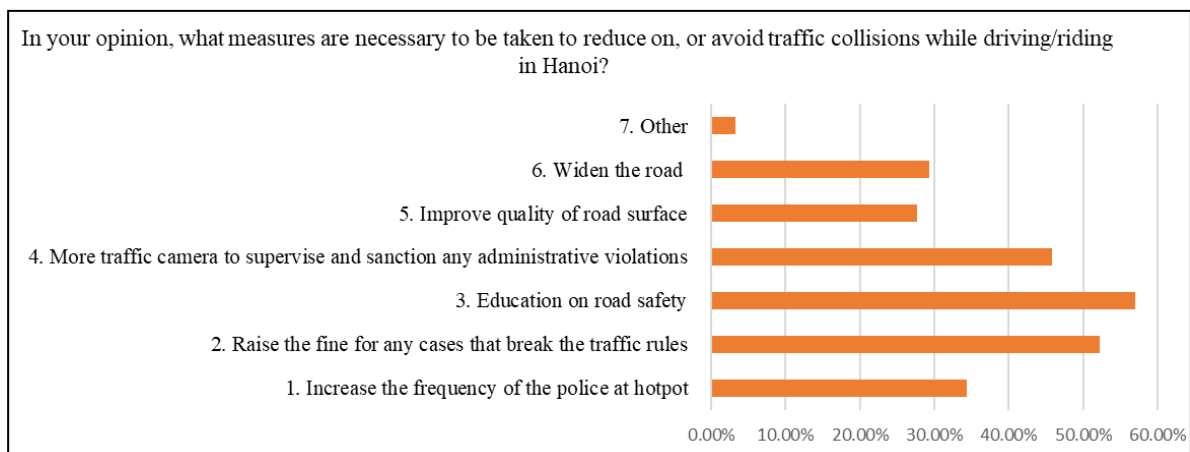 In your opinion, what measures are necessary to be taken to reduce on, or avoid traffic collisions while driving/riding
in Hanoi?
7. Other
6. Widen the road
5. Improve quality of road surface
4. More traffic camera to supervise and sanction any administrative violations
3. Education on road safety
2. Raise the fine for any cases that break the traffic rules
1. Increase the frequency of the police at hotpot
0.00% 10.00% 20.00% 30.00% 40.00% 50.00% 60.00%